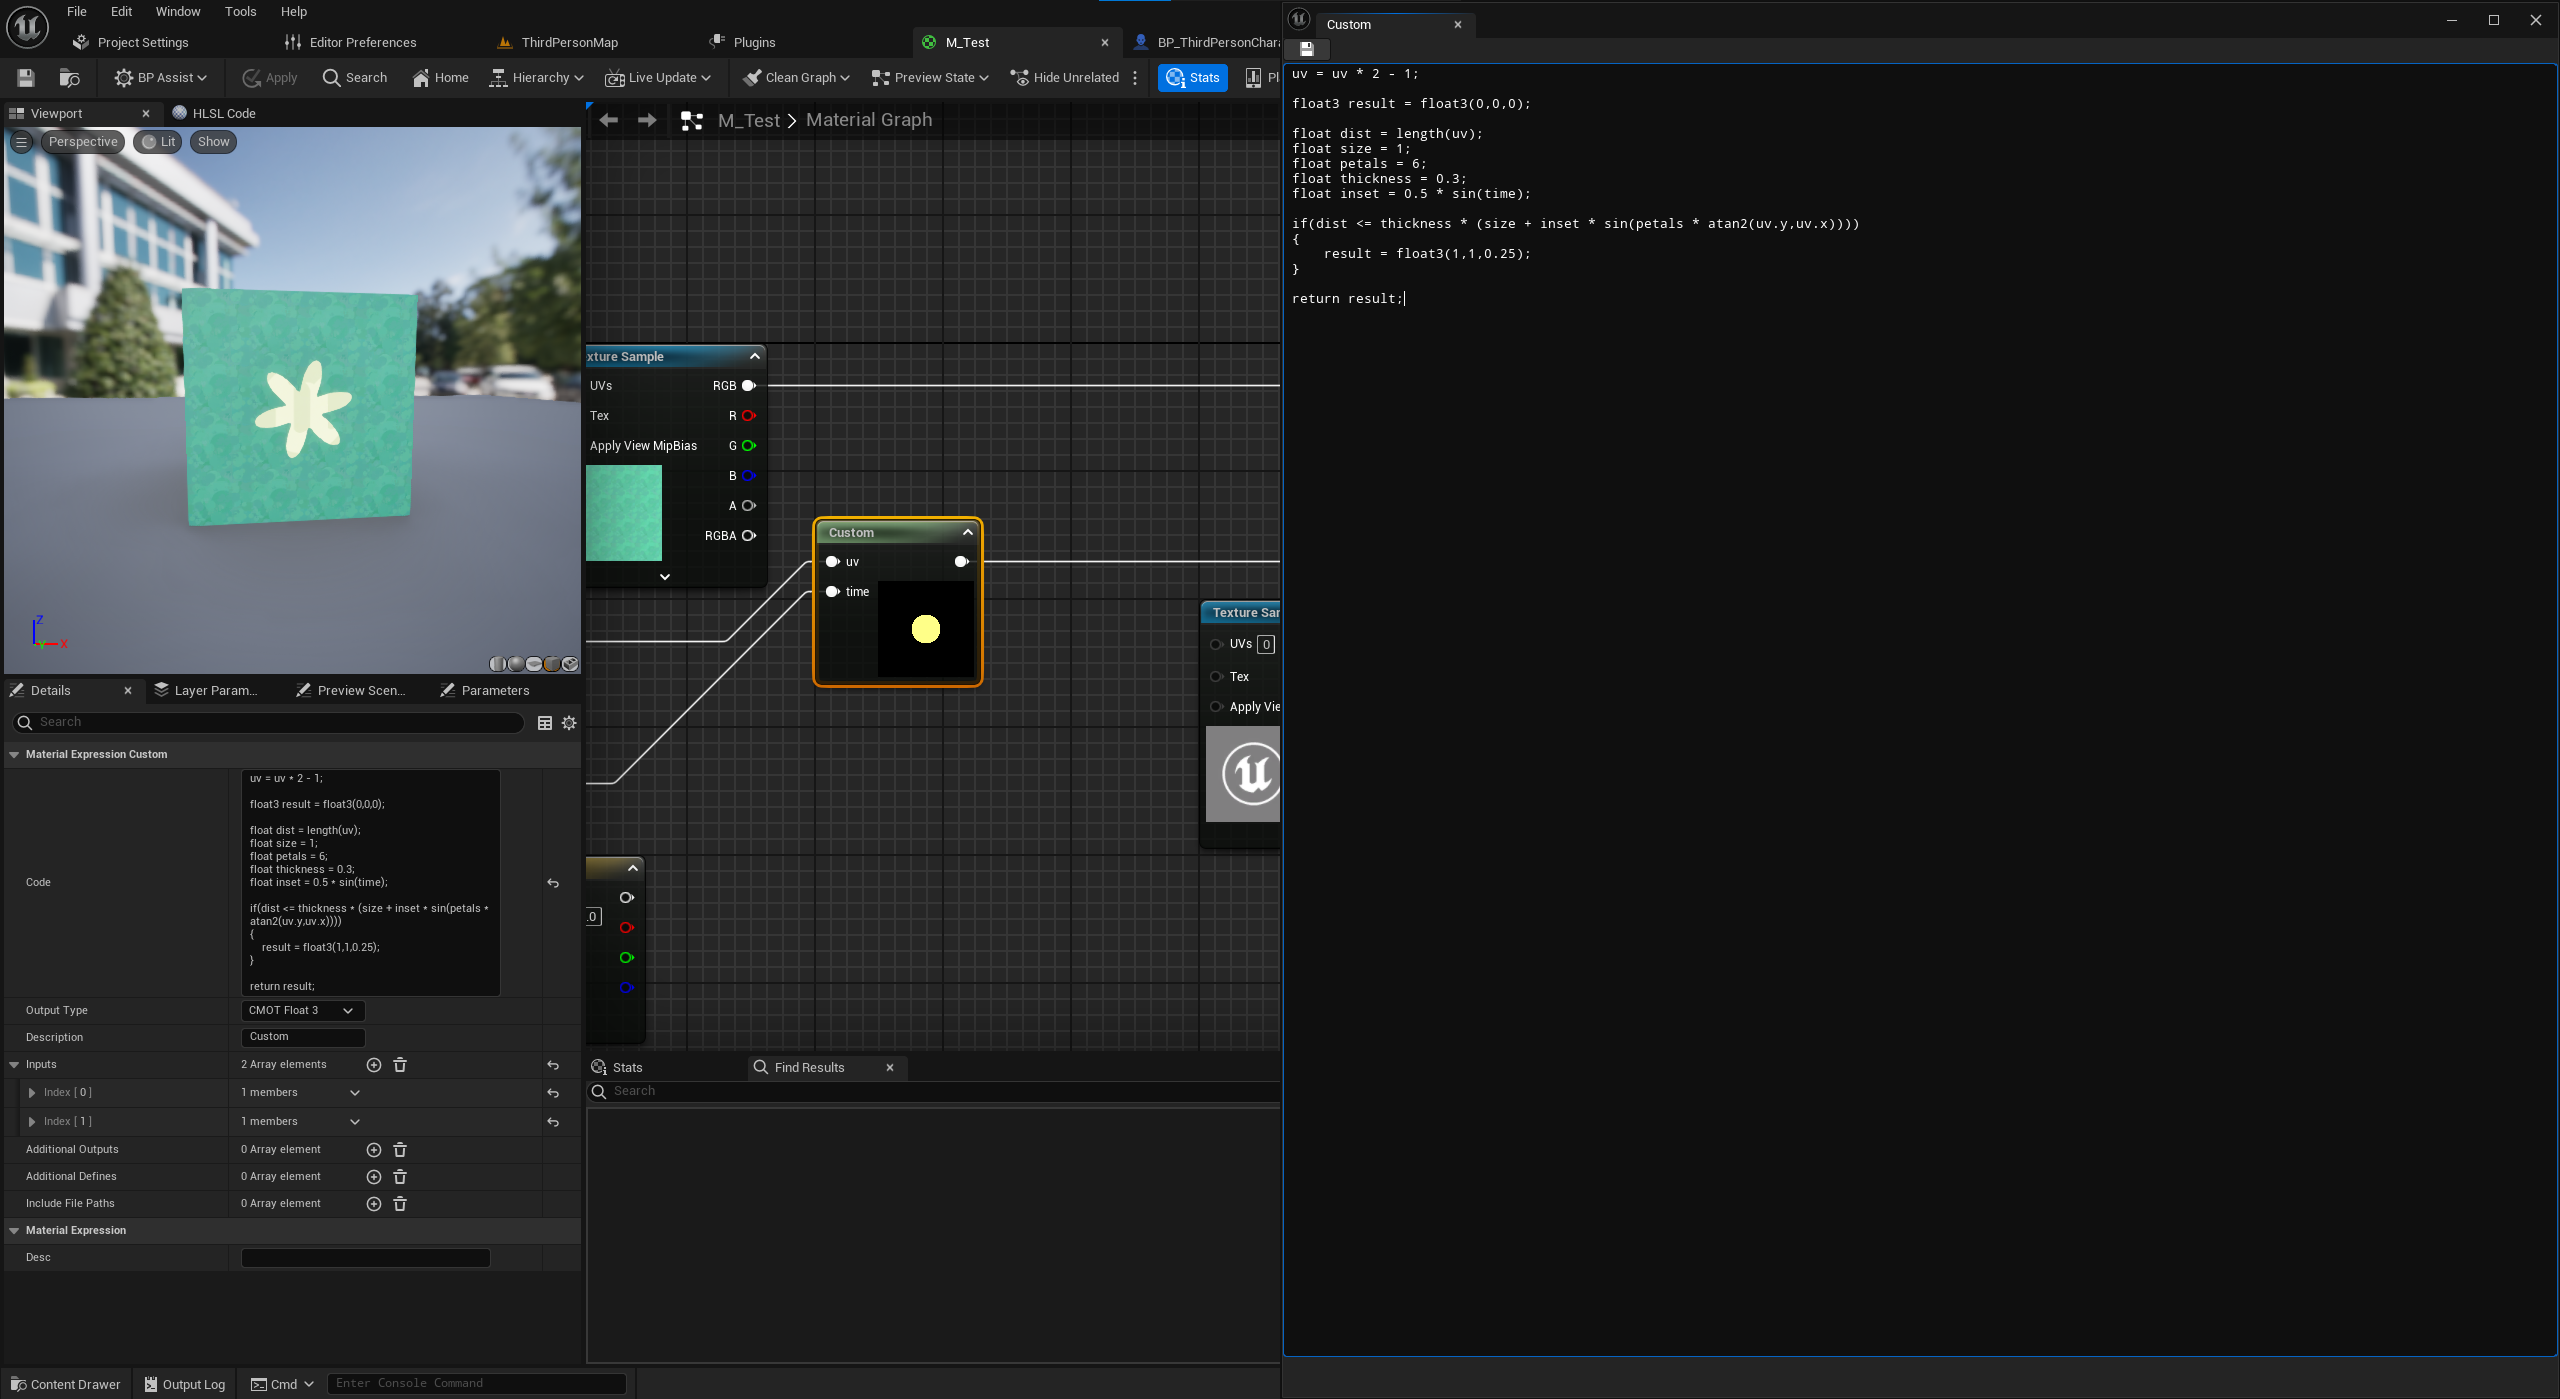 File Edit Window Tools Help
Project Settings
Editor Preferences
ThirdPersonMap
Plugins
M_Test
BP_ThirdPersonChara
BP Assist
Apply
Search
Home
Hierarchy
Live Update
Clean Graph
Preview State
Hide Unrelated
Stats
Pl
Viewport
HLSL Code
Perspective
Lit
Show
Z
Y
X
M_Test > Material Graph
xture Sample
UVs RGB
Tex R
Apply View MipBias G
B
A
RGBA
Custom
uv
time
Texture Sam
UVs 0
Tex
Apply Vie
.0
Details
Layer Param...
Preview Scen...
Parameters
Search
Material Expression Custom
Code
uv = uv * 2 - 1;
float3 result = float3(0,0,0);
float dist = length(uv);
float size = 1;
float petals = 6;
float thickness = 0.3;
float inset = 0.5 * sin(time);
if(dist <= thickness * (size + inset * sin(petals *
atan2(uv.y,uv.x))))
{
result = float3(1,1,0.25);
}
return result;
Output Type CMOT Float 3
Description Custom
Inputs 2 Array elements
Index [ 0 ] 1 members
Index [ 1 ] 1 members
Additional Outputs 0 Array element
Additional Defines 0 Array element
Include File Paths 0 Array element
Material Expression
Desc
Stats
Find Results
Search
Content Drawer
Output Log
Cmd
Enter Console Command
Custom
uv = uv * 2 - 1;
float3 result = float3(0,0,0);
float dist = length(uv);
float size = 1;
float petals = 6;
float thickness = 0.3;
float inset = 0.5 * sin(time);
if(dist <= thickness * (size + inset * sin(petals * atan2(uv.y,uv.x))))
{
result = float3(1,1,0.25);
}
return result;